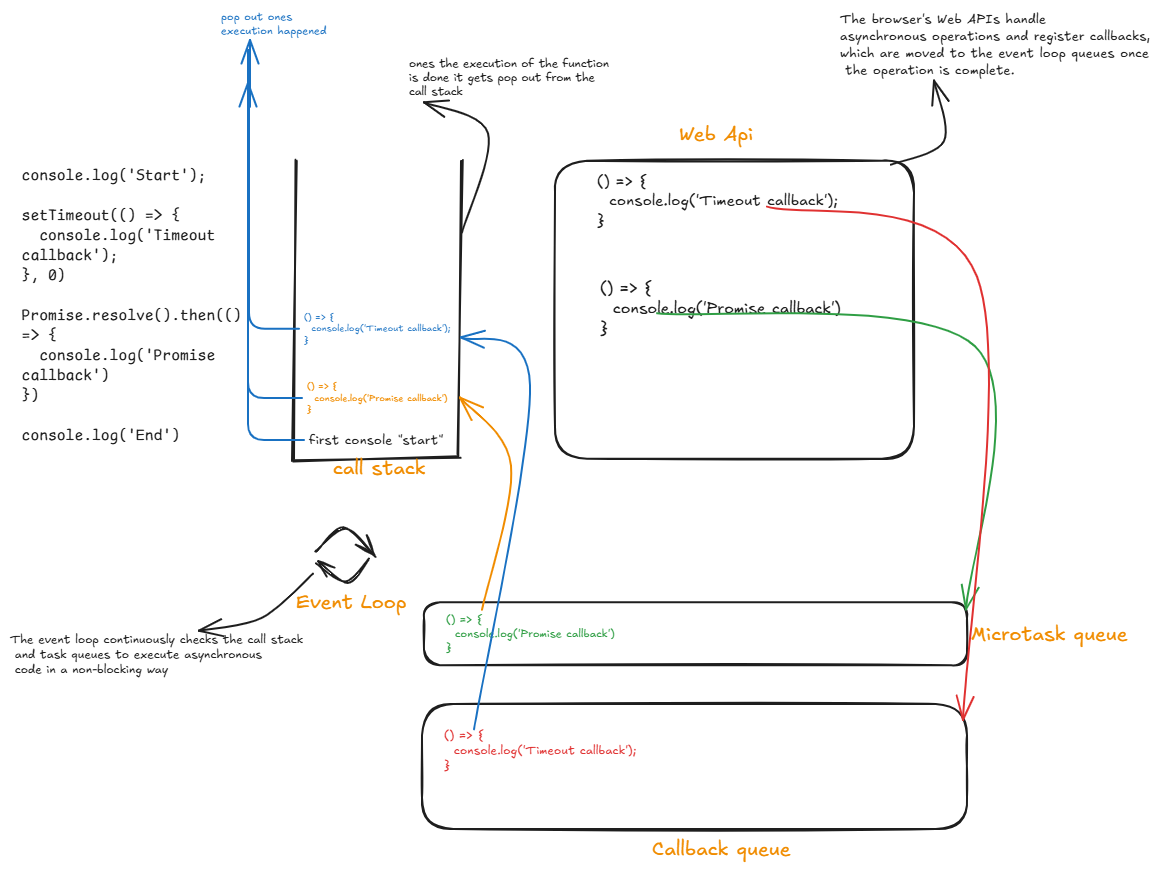 pop out ones
execution happened
The browser's Web APIs handle
asynchronous operations and register callbacks,
which are moved to the event loop queues once
the operation is complete.
ones the execution of the function
is done it gets pop out from the
call stack
Web Api
console.log('Start');
setTimeout(() => {
console.log('Timeout
callback');
}, 0)
Promise.resolve().then(()
=> {
console.log('Promise
callback')
})
console.log('End')
() => {
console.log('Timeout callback');
}
() => {
console.log('Promise callback')
}
() => {
console.log('Timeout callback');
}
() => {
console.log('Promise callback')
}
first console "start"
call stack
Event Loop
The event loop continuously checks the call stack
and task queues to execute asynchronous
code in a non-blocking way
() => {
console.log('Promise callback')
}
Microtask queue
() => {
console.log('Timeout callback');
}
Callback queue